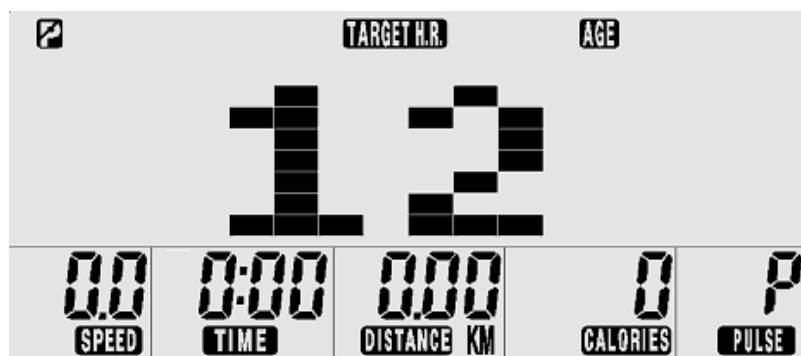 P TARGET H.R. AGE
12
0.0 0:00 0.00 0 P
SPEED TIME DISTANCE KM CALORIES PULSE